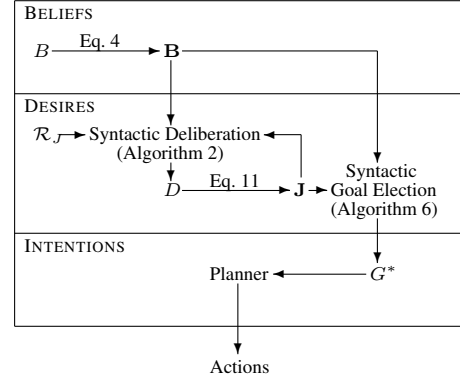 BELIEFS
B Eq. 4 B
DESIRES
R_J Syntactic Deliberation
(Algorithm 2)
Syntactic
D Eq. 11 J Goal Election
(Algorithm 6)
INTENTIONS
Planner G*
Actions